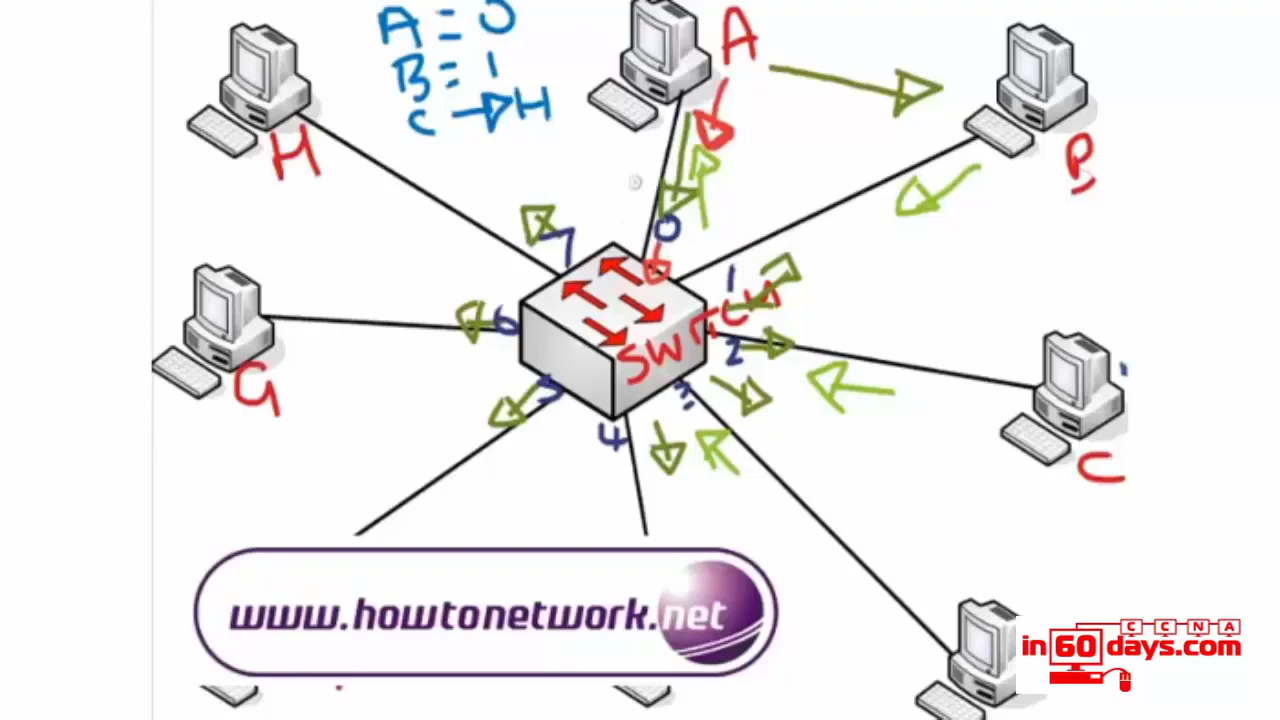 A = 0
B = 1
C → H
A
B
H
0
7
1
SWITCH
6
2
G
5
3
4
C
www.howtonetwork.net
CCNA
in60days.com